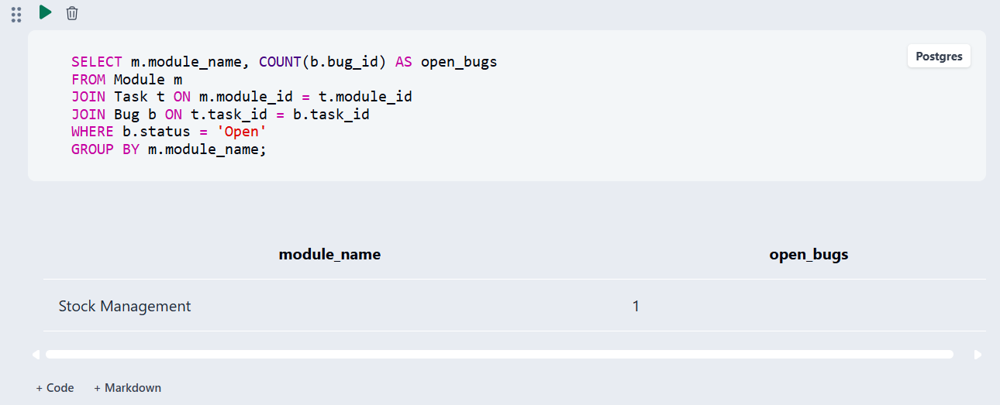 Postgres
SELECT m.module_name, COUNT(b.bug_id) AS open_bugs
FROM Module m
JOIN Task t ON m.module_id = t.module_id
JOIN Bug b ON t.task_id = b.task_id
WHERE b.status = 'Open'
GROUP BY m.module_name;
module_name open_bugs
Stock Management 1
+ Code + Markdown